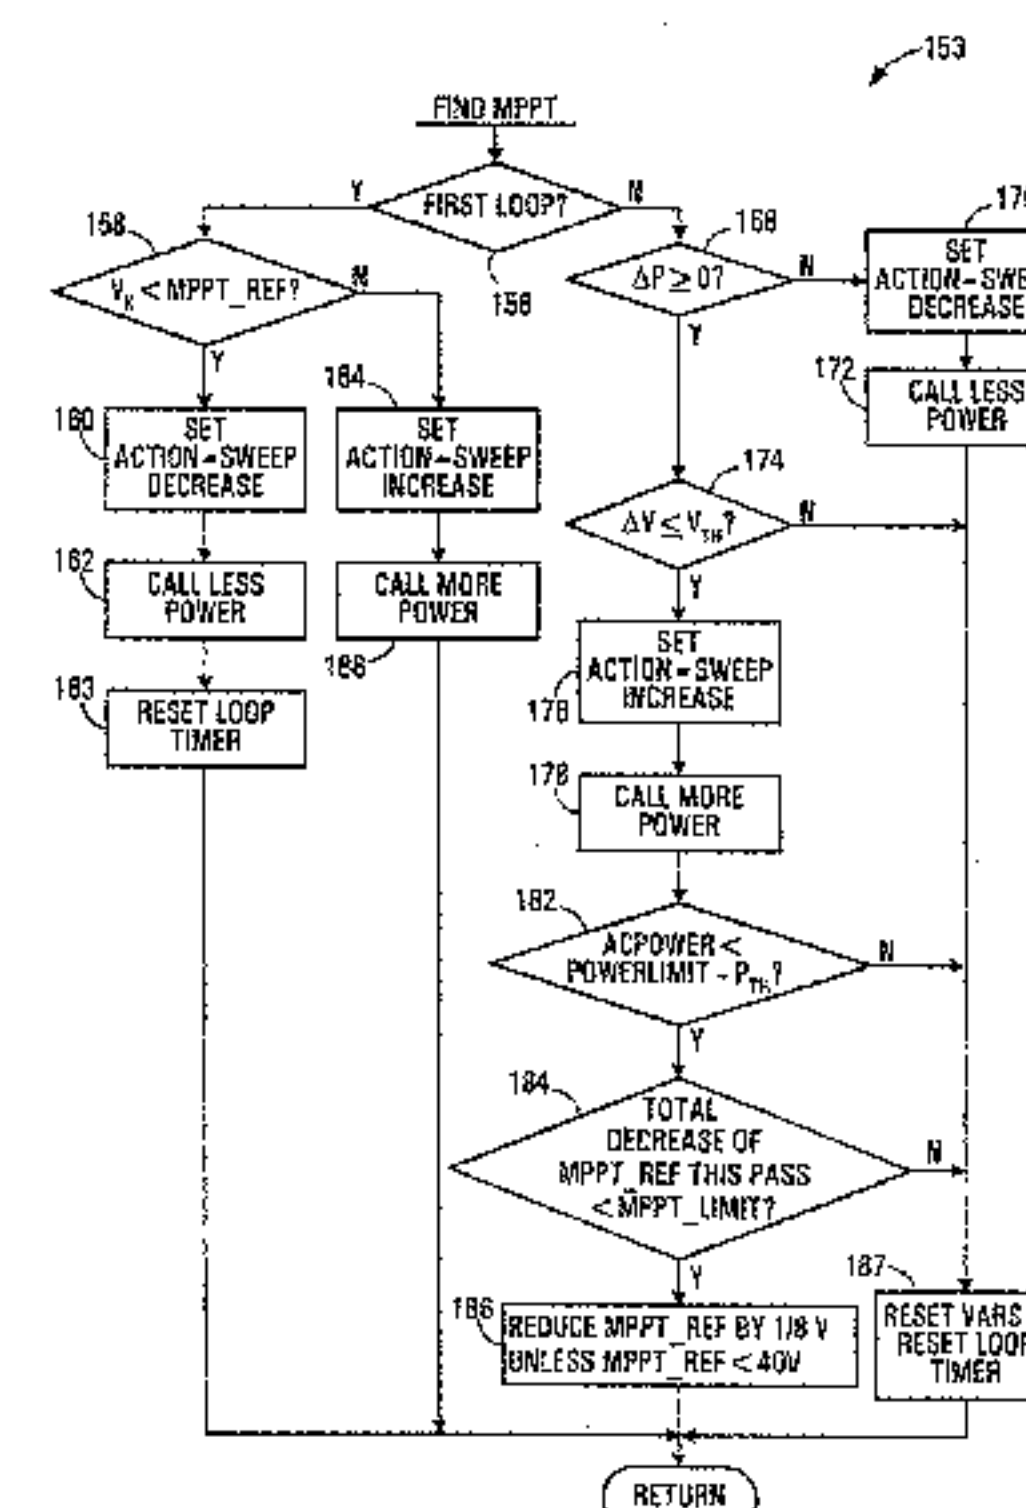 153
FIND MPPT
FIRST LOOP?
Y
N
156
158
V_K < MPPT_REF?
N
Y
168
ΔP ≥ 0?
N
Y
SET
ACTION-SWE
DECREASE
172
CALL LESS
POWER
160
SET
ACTION-SWEEP
DECREASE
164
SET
ACTION-SWEEP
INCREASE
174
ΔV ≤ V_TH?
N
Y
162
CALL LESS
POWER
CALL MORE
POWER
166
163
RESET LOOP
TIMER
SET
ACTION-SWEEP
INCREASE
176
178
CALL MORE
POWER
182
ACPOWER <
POWERLIMIT - P_TH?
N
Y
184
TOTAL
DECREASE OF
MPPT_REF THIS PASS
< MPPT_LIMIT?
N
Y
186
REDUCE MPPT_REF BY 1/8 V
UNLESS MPPT_REF < 40V
187
RESET VARS
RESET LOOP
TIMER
RETURN